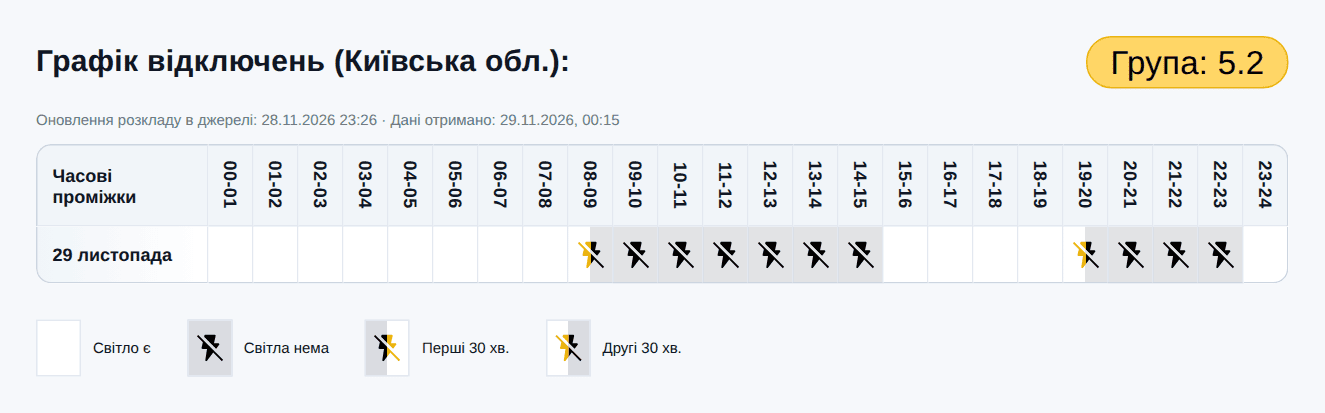 Графік відключень (Київська обл.):
Група: 5.2
Оновлення розкладу в джерелі: 28.11.2026 23:26 · Дані отримано: 29.11.2026, 00:15
Часові
проміжки
00-01
01-02
02-03
03-04
04-05
05-06
06-07
07-08
08-09
09-10
10-11
11-12
12-13
13-14
14-15
15-16
16-17
17-18
18-19
19-20
20-21
21-22
22-23
23-24
29 листопада
Світло є
Світла нема
Перші 30 хв.
Другі 30 хв.